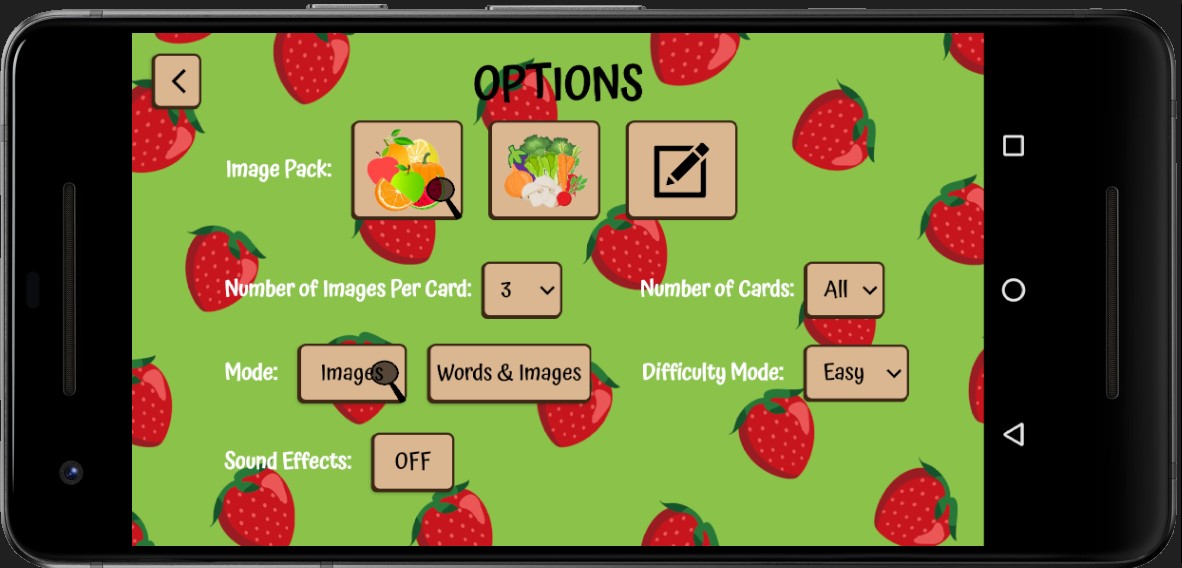 OPTIONS
Image Pack:
Number of Images Per Card: 3 Number of Cards: All
Mode: Images Words & Images Difficulty Mode: Easy
Sound Effects: OFF